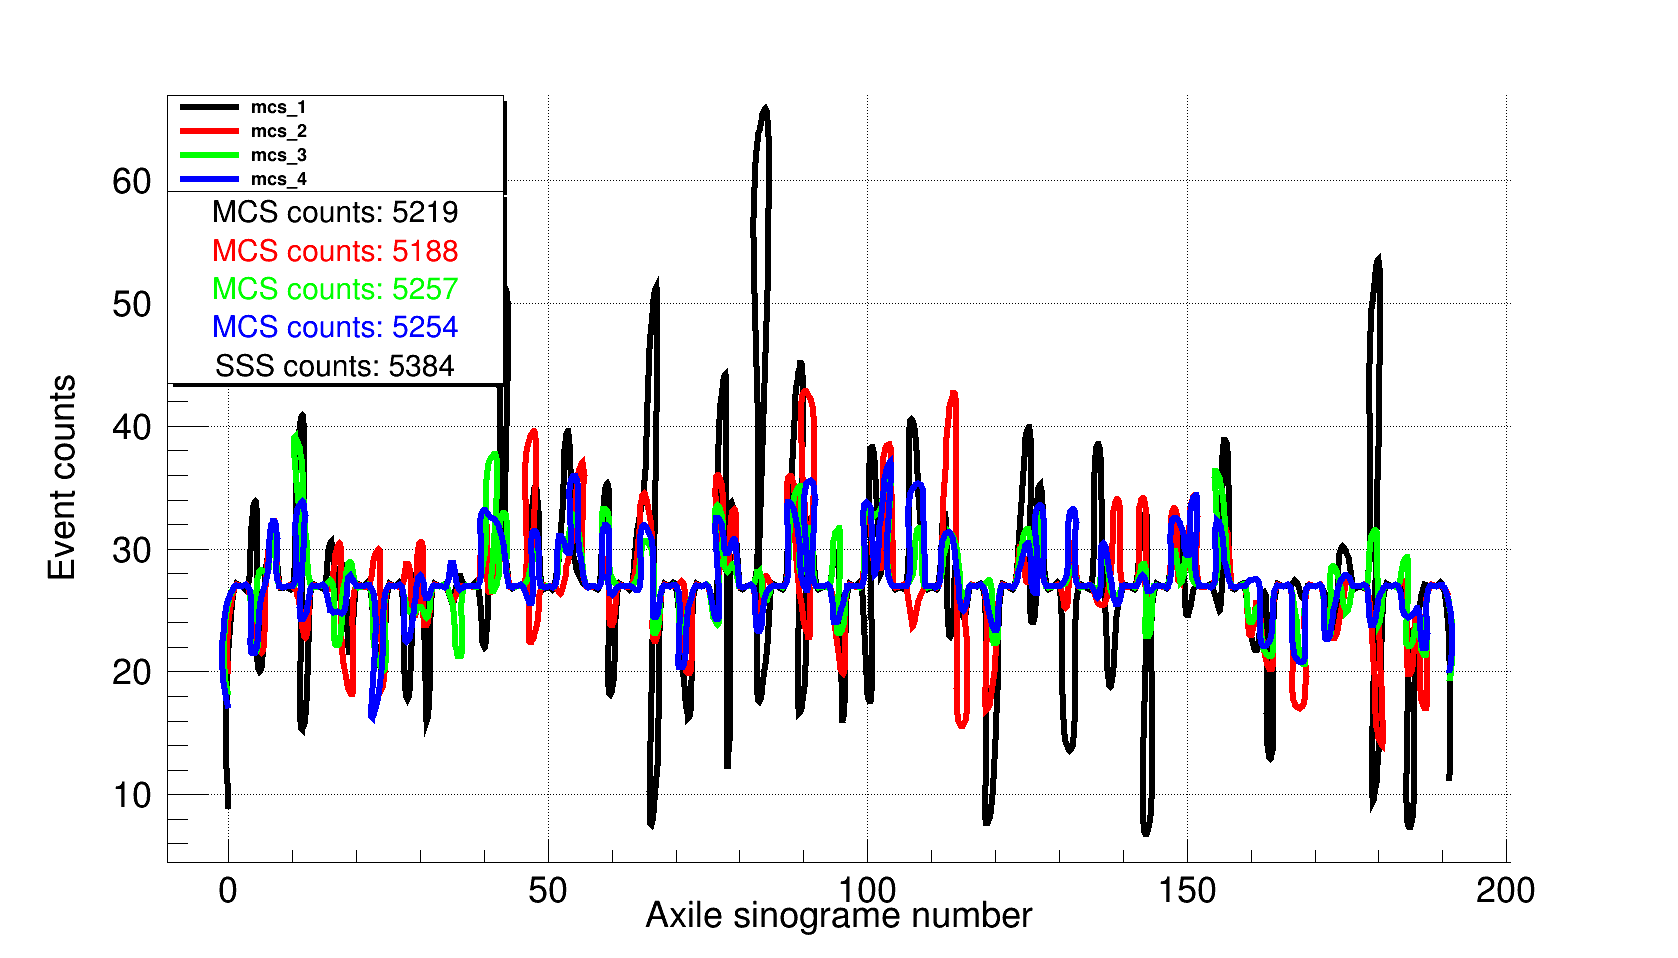 mcs_1
mcs_2
mcs_3
mcs_4
MCS counts: 5219
MCS counts: 5188
MCS counts: 5257
MCS counts: 5254
SSS counts: 5384
60
50
40
30
20
10
Event counts
0 50 100 150 200
Axile sinograme number